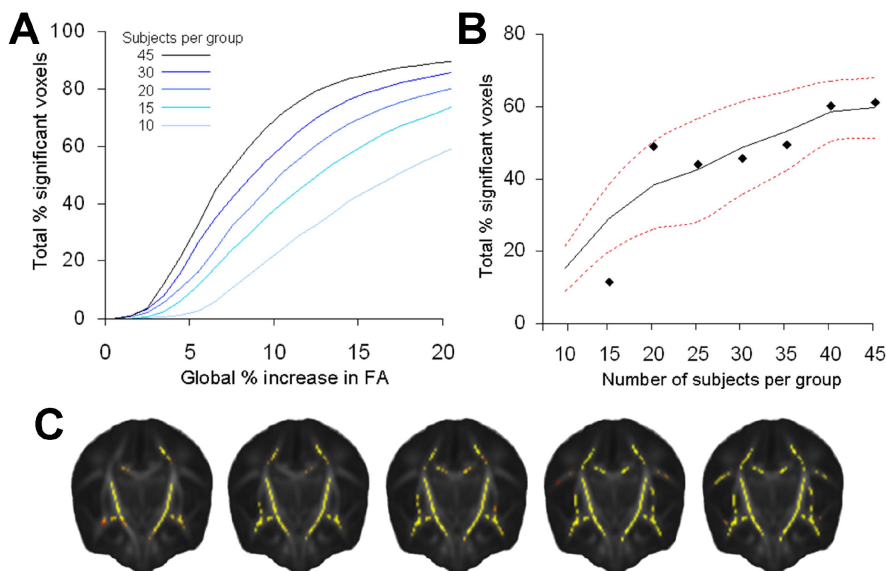 A
Total % significant voxels
100
80
60
40
20
0
Subjects per group
45
30
20
15
10
0 5 10 15 20
Global % increase in FA
B
Total % significant voxels
80
60
40
20
0
10 15 20 25 30 35 40 45
Number of subjects per group
C